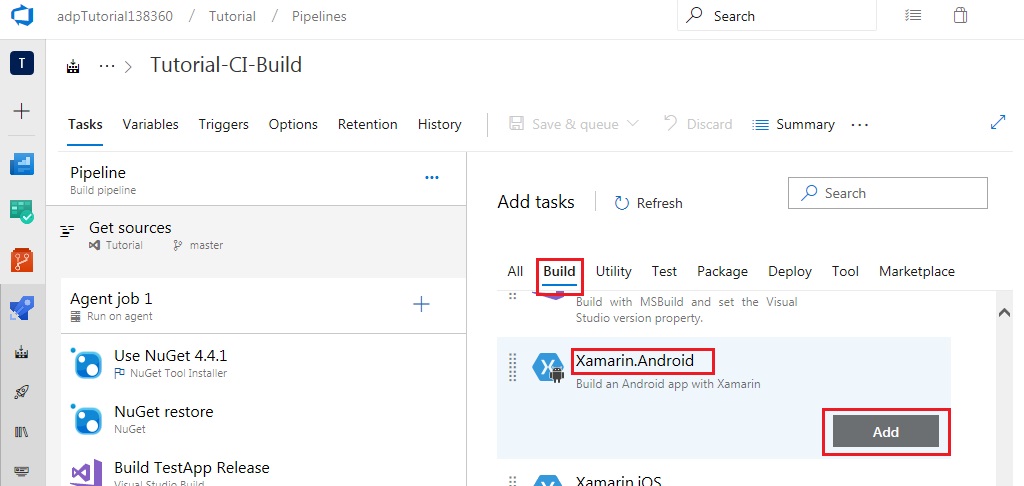 adpTutorial138360 / Tutorial / Pipelines
Search
T
··· > Tutorial-CI-Build
Tasks Variables Triggers Options Retention History Save & queue Discard Summary ···
Pipeline
Build pipeline
···
Get sources
Tutorial master
Agent job 1
Run on agent
Use NuGet 4.4.1
NuGet Tool Installer
NuGet restore
NuGet
Build TestApp Release
Visual Studio Build
Add tasks Refresh
Search
All Build Utility Test Package Deploy Tool Marketplace
Build with MSBuild and set the Visual
Studio version property.
Xamarin.Android
Build an Android app with Xamarin
Add
Xamarin.iOS